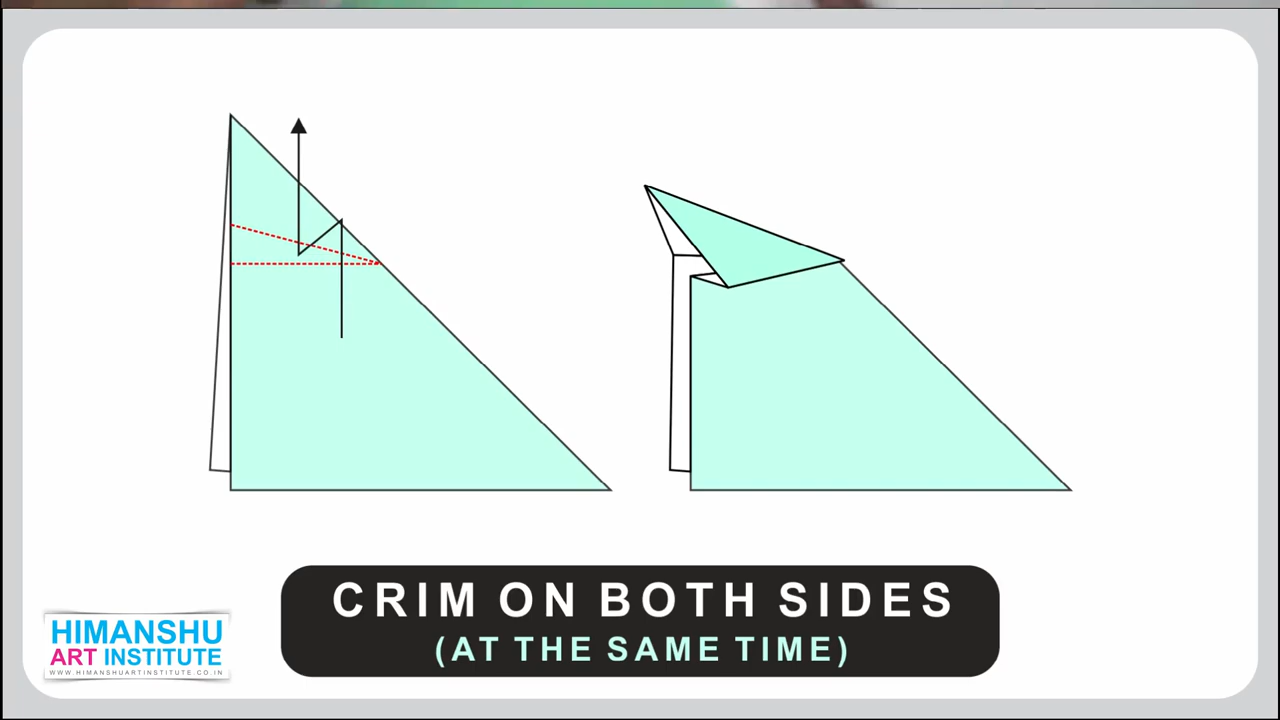 CRIM ON BOTH SIDES
(AT THE SAME TIME)
HIMANSHU
ART INSTITUTE
WWW.HIMANSHUARTINSTITUTE.CO.IN